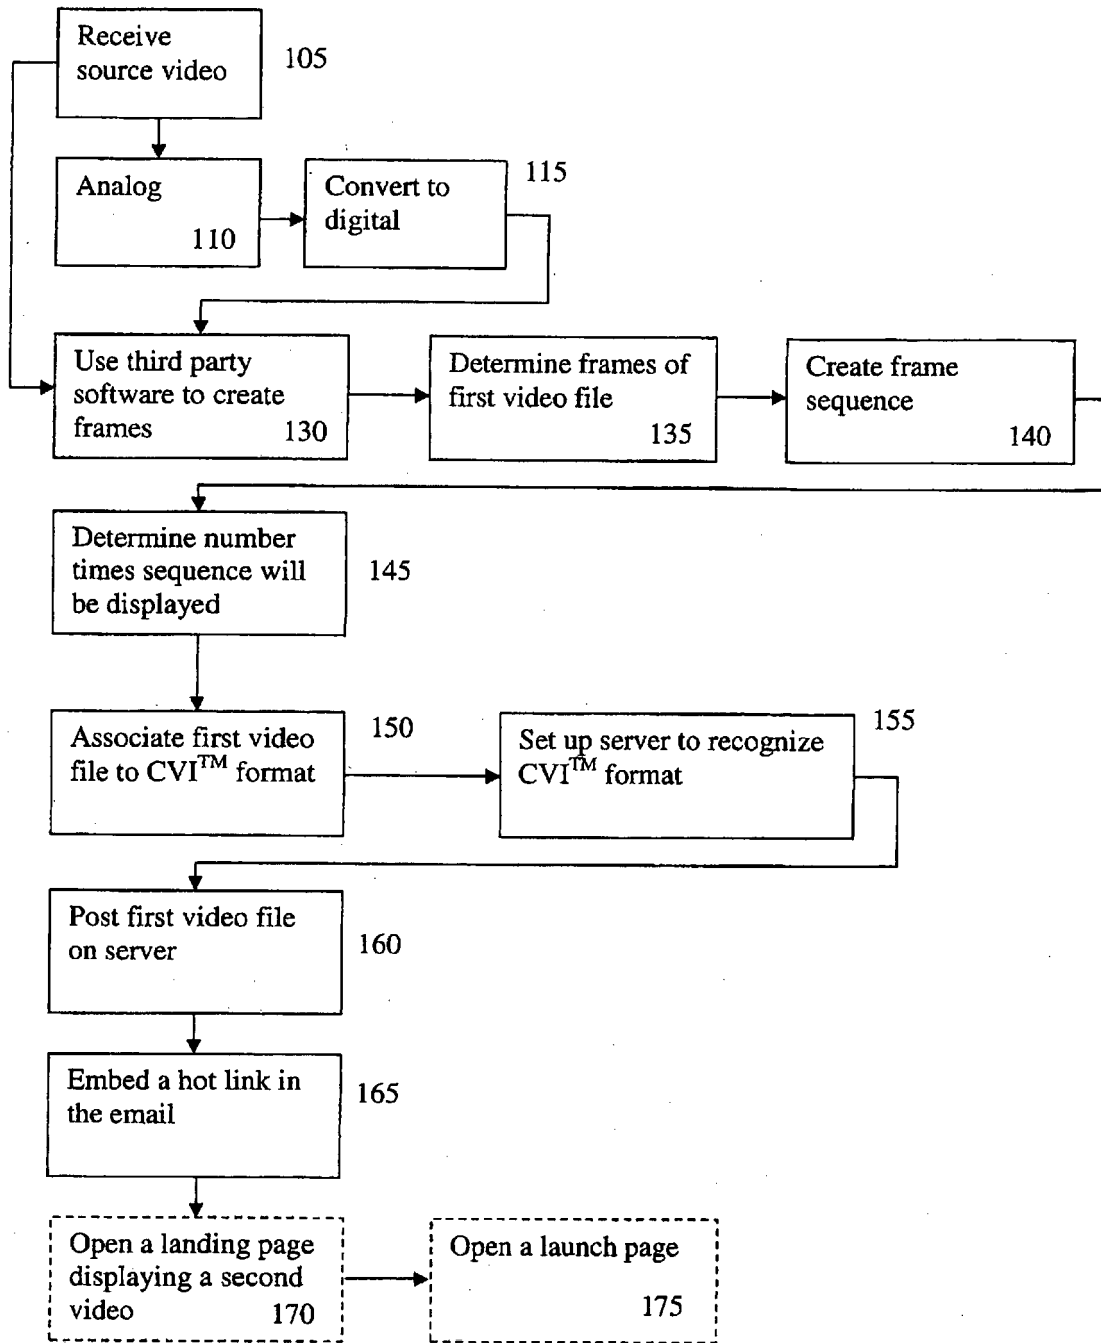 Receive
source video
105
Analog
110
Convert to
digital
115
Use third party
software to create
frames
130
Determine frames of
first video file
135
Create frame
sequence
140
Determine number
times sequence will
be displayed
145
Associate first video
file to CVI™ format
150
Set up server to recognize
CVI™ format
155
Post first video file
on server
160
Embed a hot link in
the email
165
Open a landing page
displaying a second
video
170
Open a launch page
175